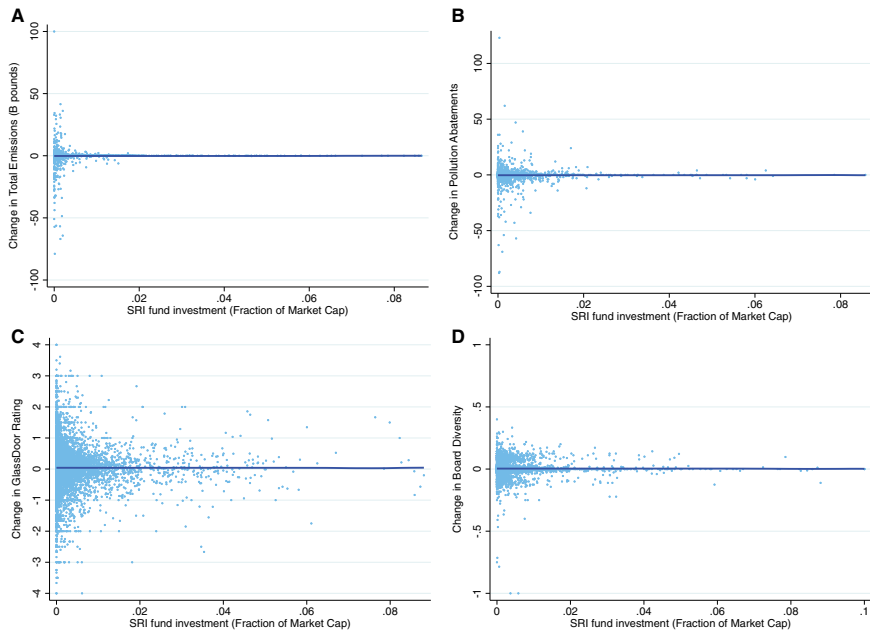 A
Change in Total Emissions (B pounds)
100
50
0
-50
-100
0 .02 .04 .06 .08
SRI fund investment (Fraction of Market Cap)
B
Change in Pollution Abatements
100
50
0
-50
-100
0 .02 .04 .06 .08
SRI fund investment (Fraction of Market Cap)
C
Change in GlassDoor Rating
4
3
2
1
0
-1
-2
-3
-4
0 .02 .04 .06 .08
SRI fund investment (Fraction of Market Cap)
D
Change in Board Diversity
1
.5
0
-.5
-1
0 .02 .04 .06 .08 .1
SRI fund investment (Fraction of Market Cap)